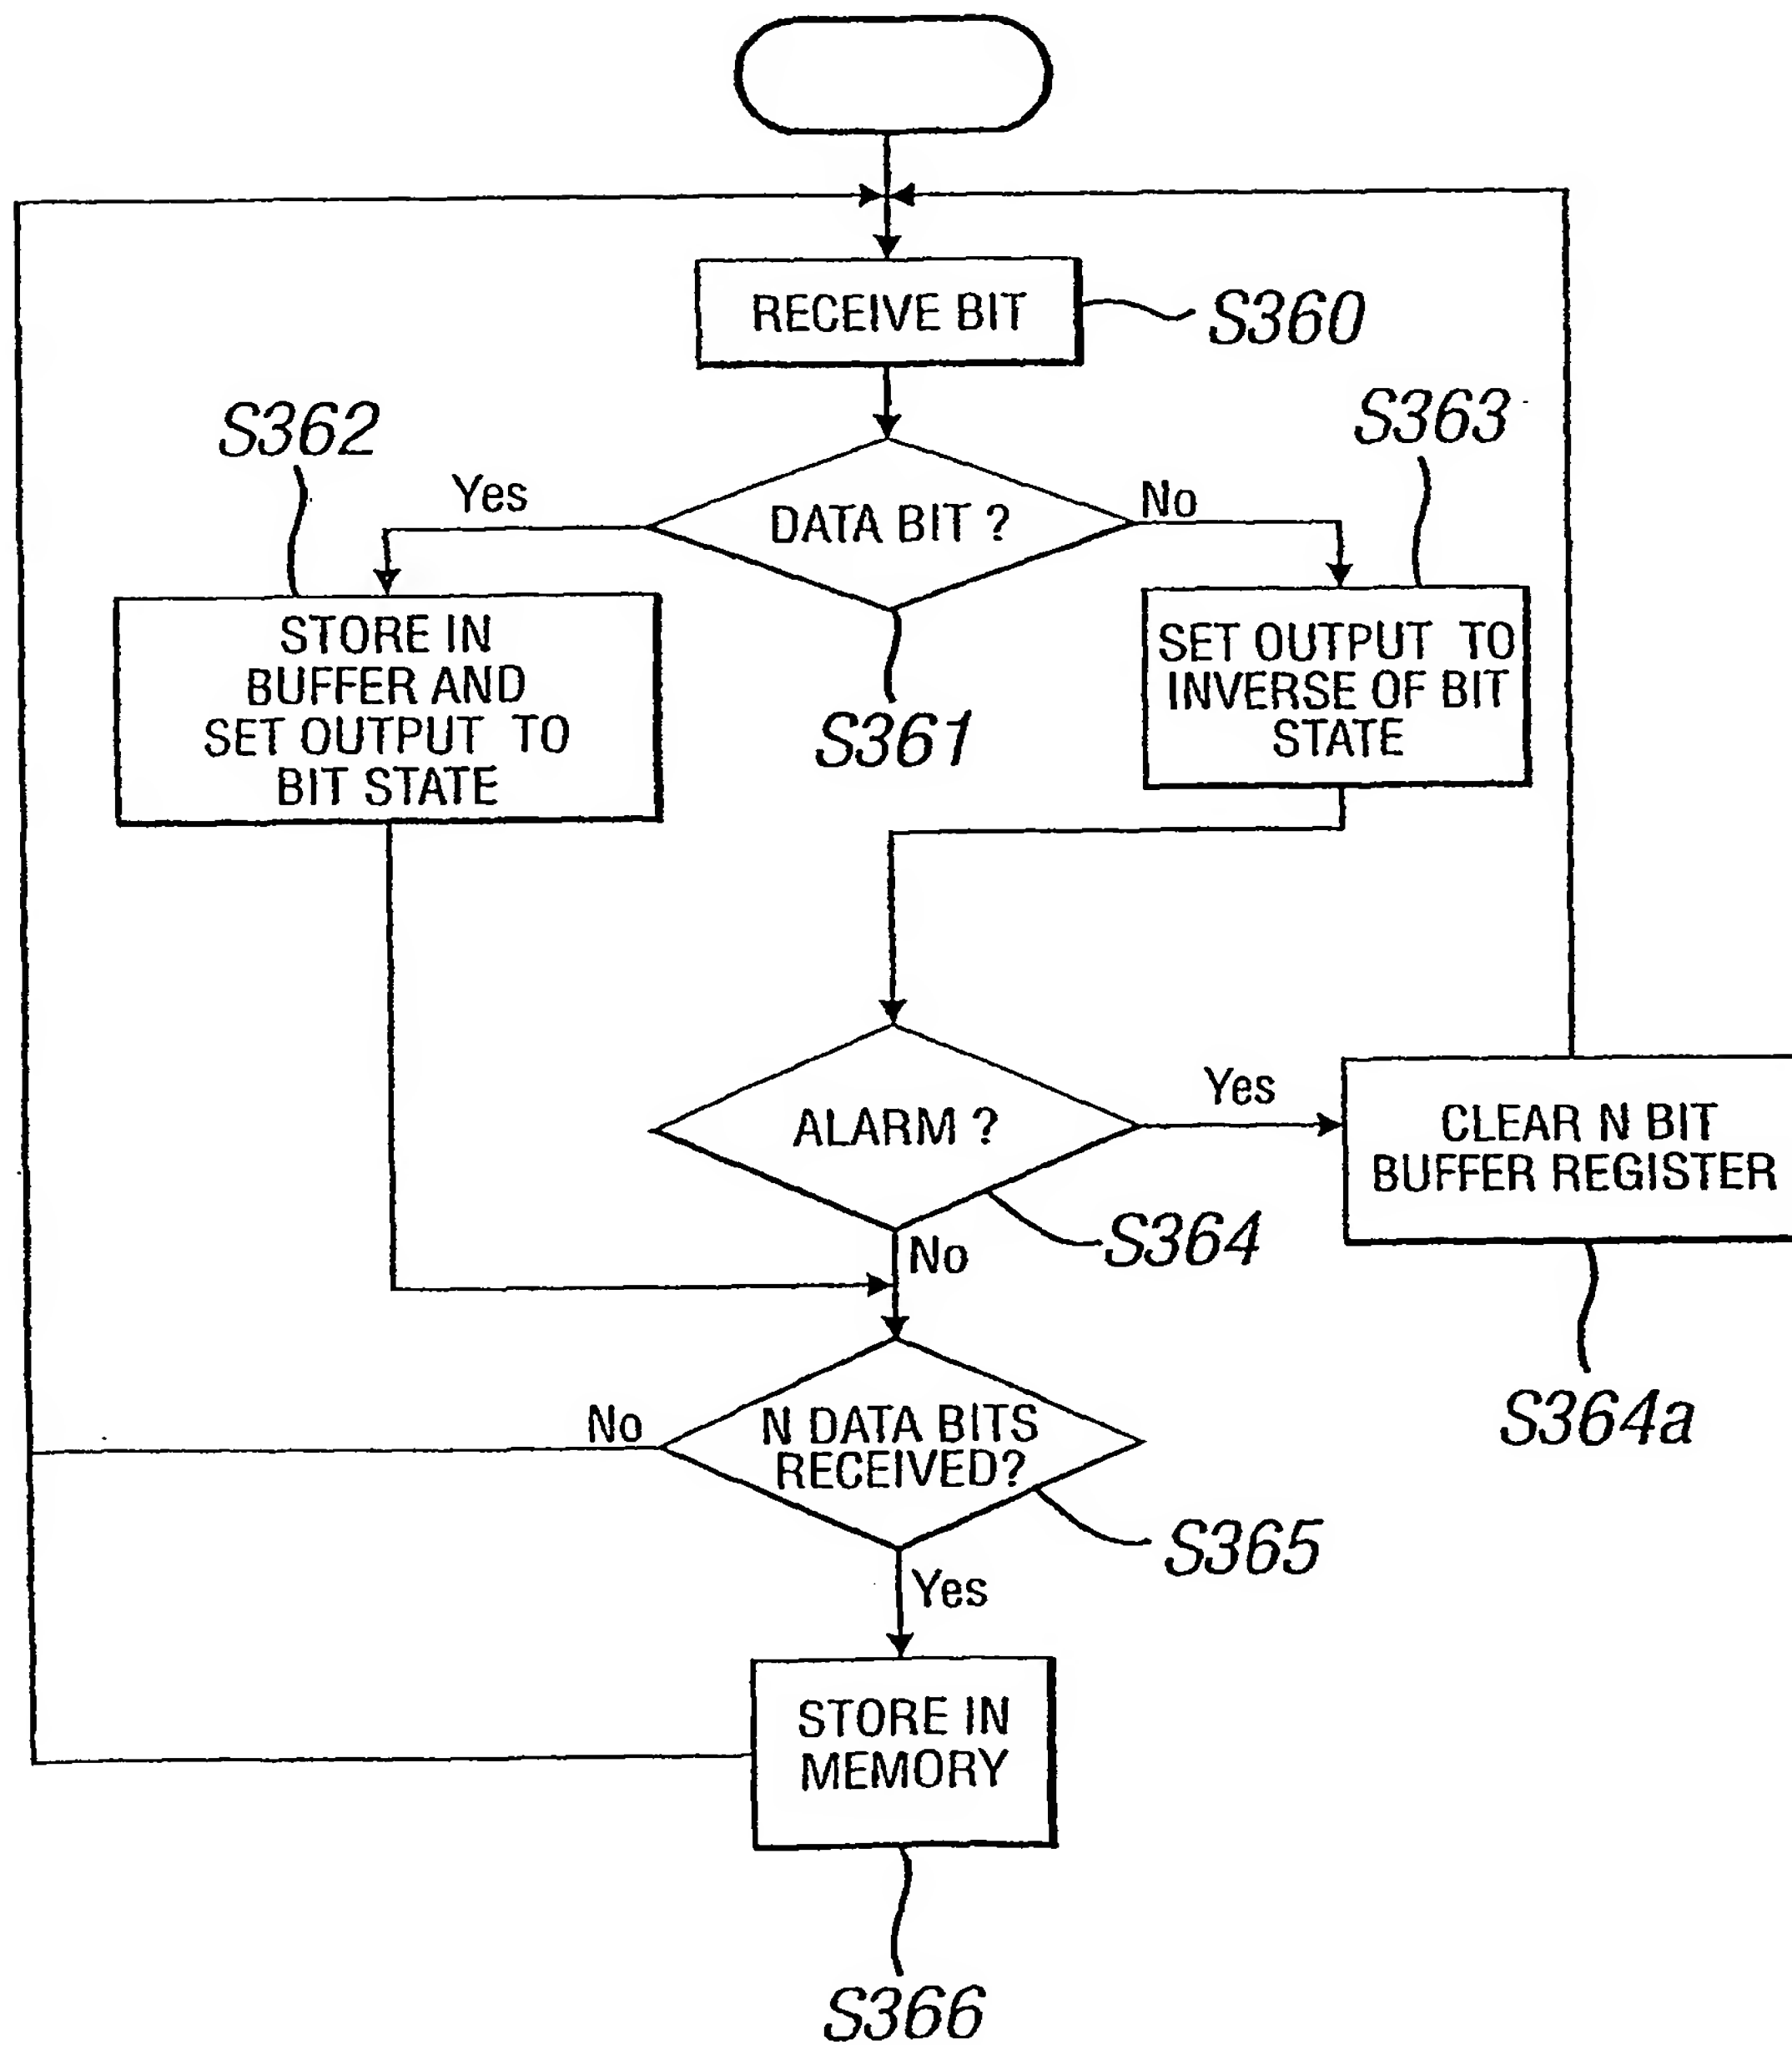 RECEIVE BIT
S360
S362
S363
Yes
DATA BIT ?
No
STORE IN
BUFFER AND
SET OUTPUT TO
BIT STATE
S361
SET OUTPUT TO
INVERSE OF BIT
STATE
ALARM ?
Yes
CLEAR N BIT
BUFFER REGISTER
S364
No
S364a
No
N DATA BITS
RECEIVED?
S365
Yes
STORE IN
MEMORY
S366